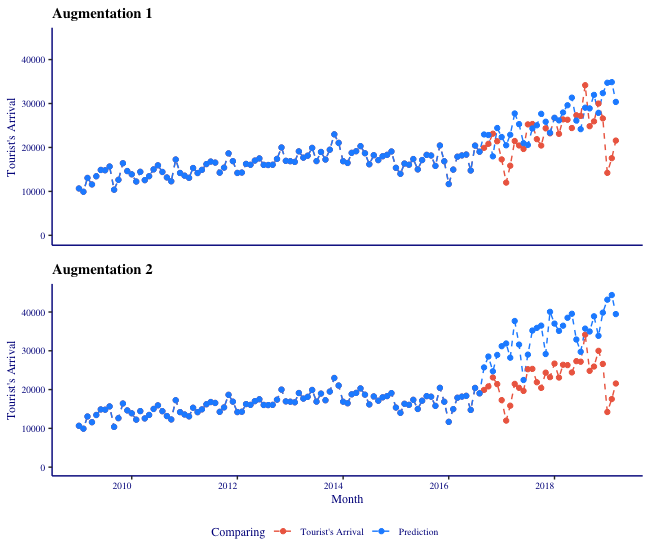 Augmentation 1
Tourist's Arrival
40000
30000
20000
10000
0
Augmentation 2
Tourist's Arrival
40000
30000
20000
10000
0
2010 2012 2014 2016 2018
Month
Comparing Tourist's Arrival Prediction